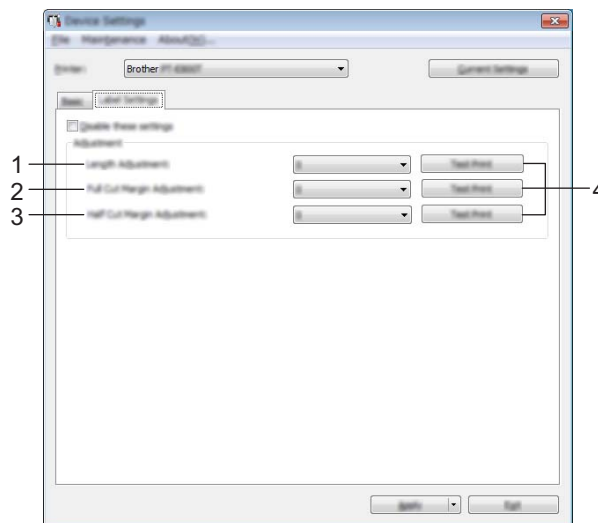 Device Settings
File Maintenance About(X)...
Printer: Brother Current Settings
Basic Label Settings
Disable these settings
Adjustment
1 Length Adjustment: Test Print
2 Full Cut Margin Adjustment: Test Print 4
3 Half Cut Margin Adjustment: Test Print
Apply Exit